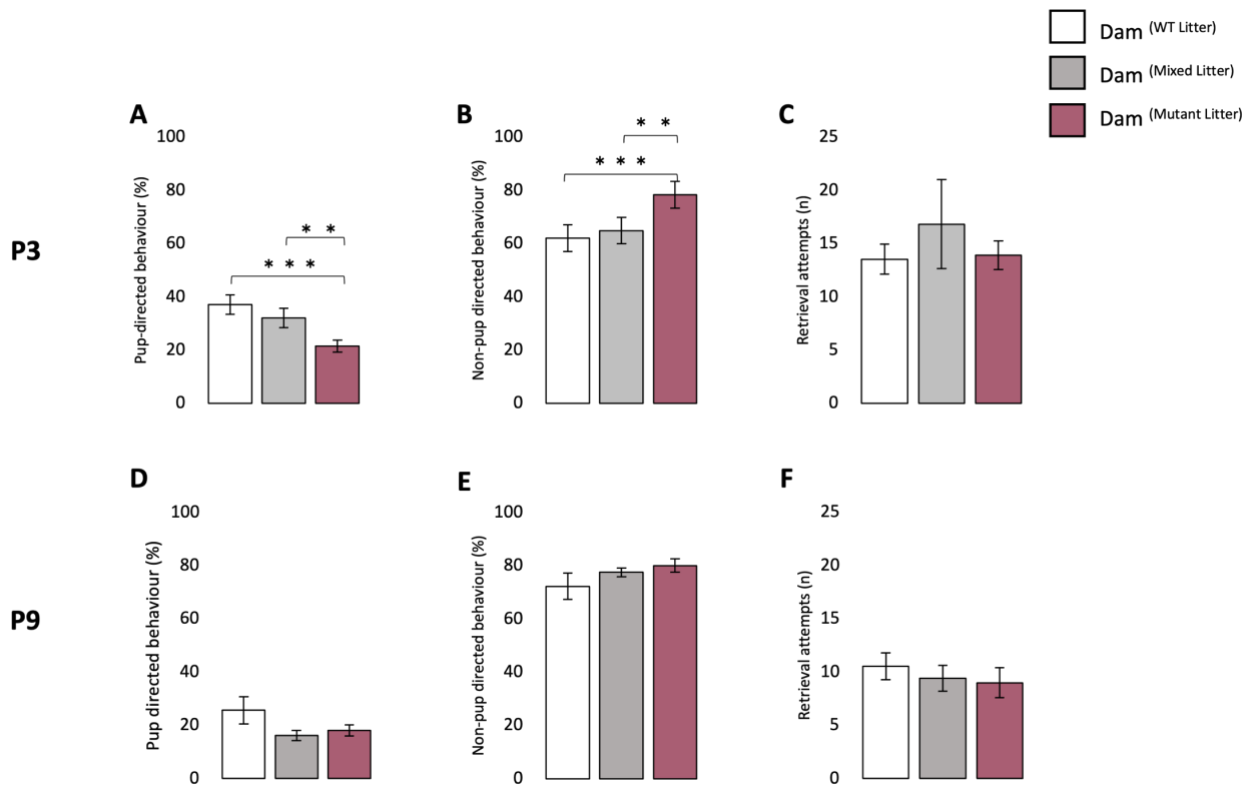 Dam (WT Litter)
Dam (Mixed Litter)
Dam (Mutant Litter)
P3
A
Pup-directed behaviour (%)
100
80
60
40
20
0
* *
* * *
B
Non-pup directed behaviour (%)
100
80
60
40
20
0
* *
* * *
C
Retrieval attempts (n)
25
20
15
10
5
0
P9
D
Pup directed behaviour (%)
100
80
60
40
20
0
E
Non-pup directed behaviour (%)
100
80
60
40
20
0
F
Retrieval attempts (n)
25
20
15
10
5
0